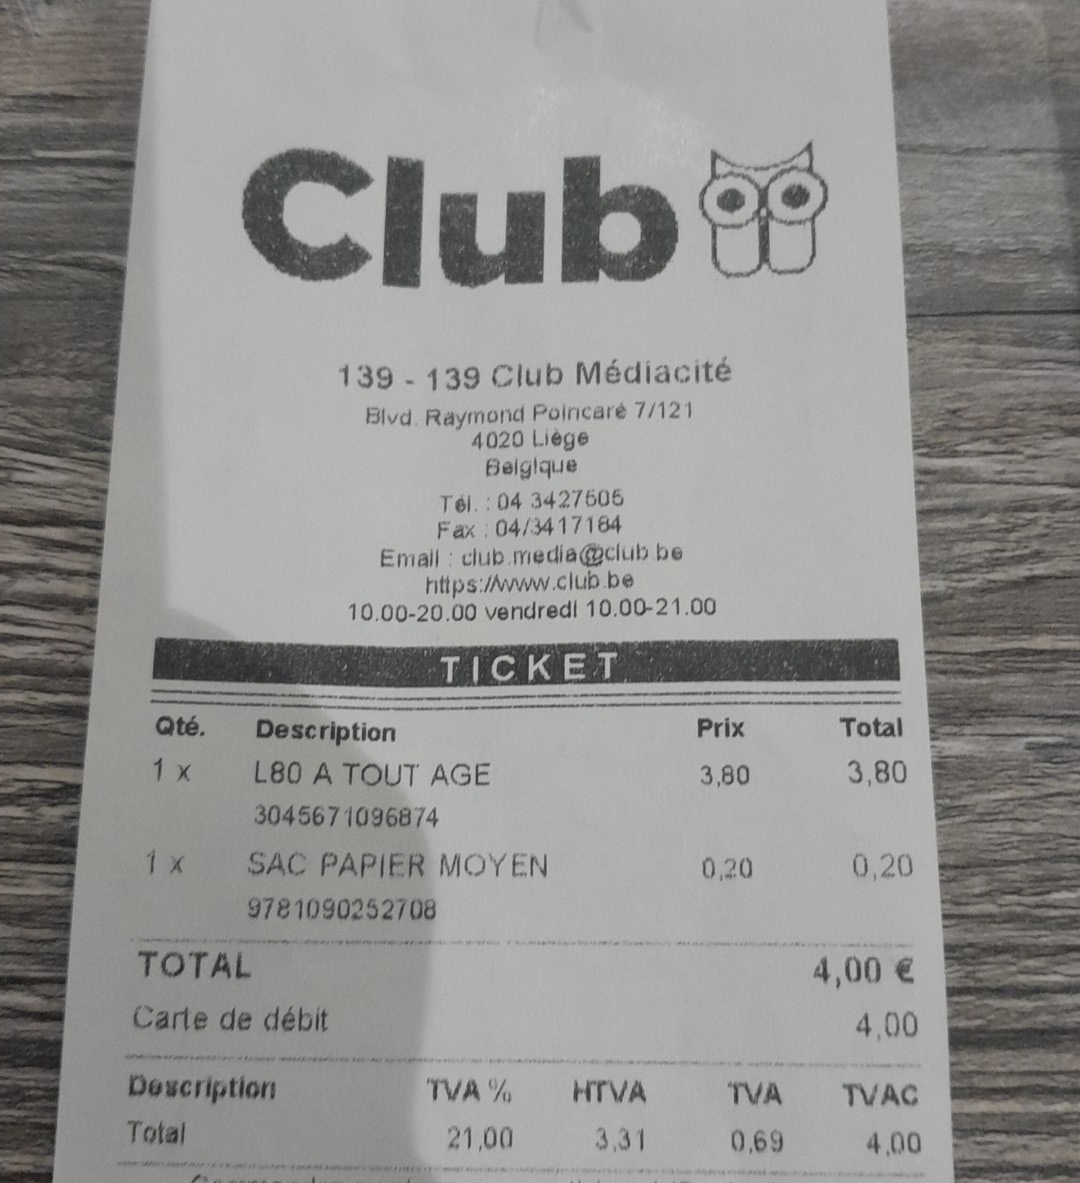 Club
139 - 139 Club Médiacité
Blvd. Raymond Poincaré 7/121
4020 Liège
Belgique
Tél. : 04 3427606
Fax : 04/3417184
Email : club.media@club.be
https://www.club.be
10.00-20.00 vendredi 10.00-21.00
TICKET
Qté. Description Prix Total
1 x L80 A TOUT AGE 3,80 3,80
3045671096874
1 x SAC PAPIER MOYEN 0,20 0,20
9781090252708
TOTAL 4,00 €
Carte de débit 4,00
Description TVA % HTVA TVA TVAC
Total 21,00 3,31 0,69 4,00